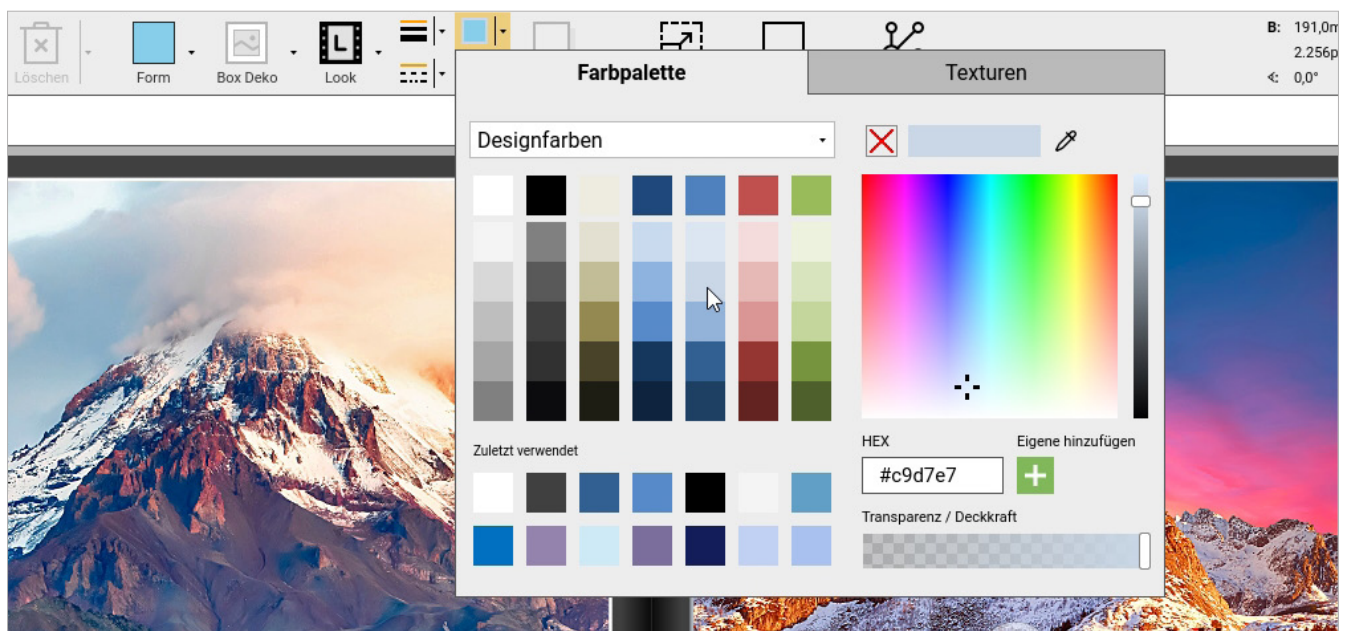 Löschen
Form
Box Deko
L
Look
B: 191,0m
2.256p
∢: 0,0°
Farbpalette
Texturen
Designfarben
Zuletzt verwendet
HEX
Eigene hinzufügen
#c9d7e7
Transparenz / Deckkraft